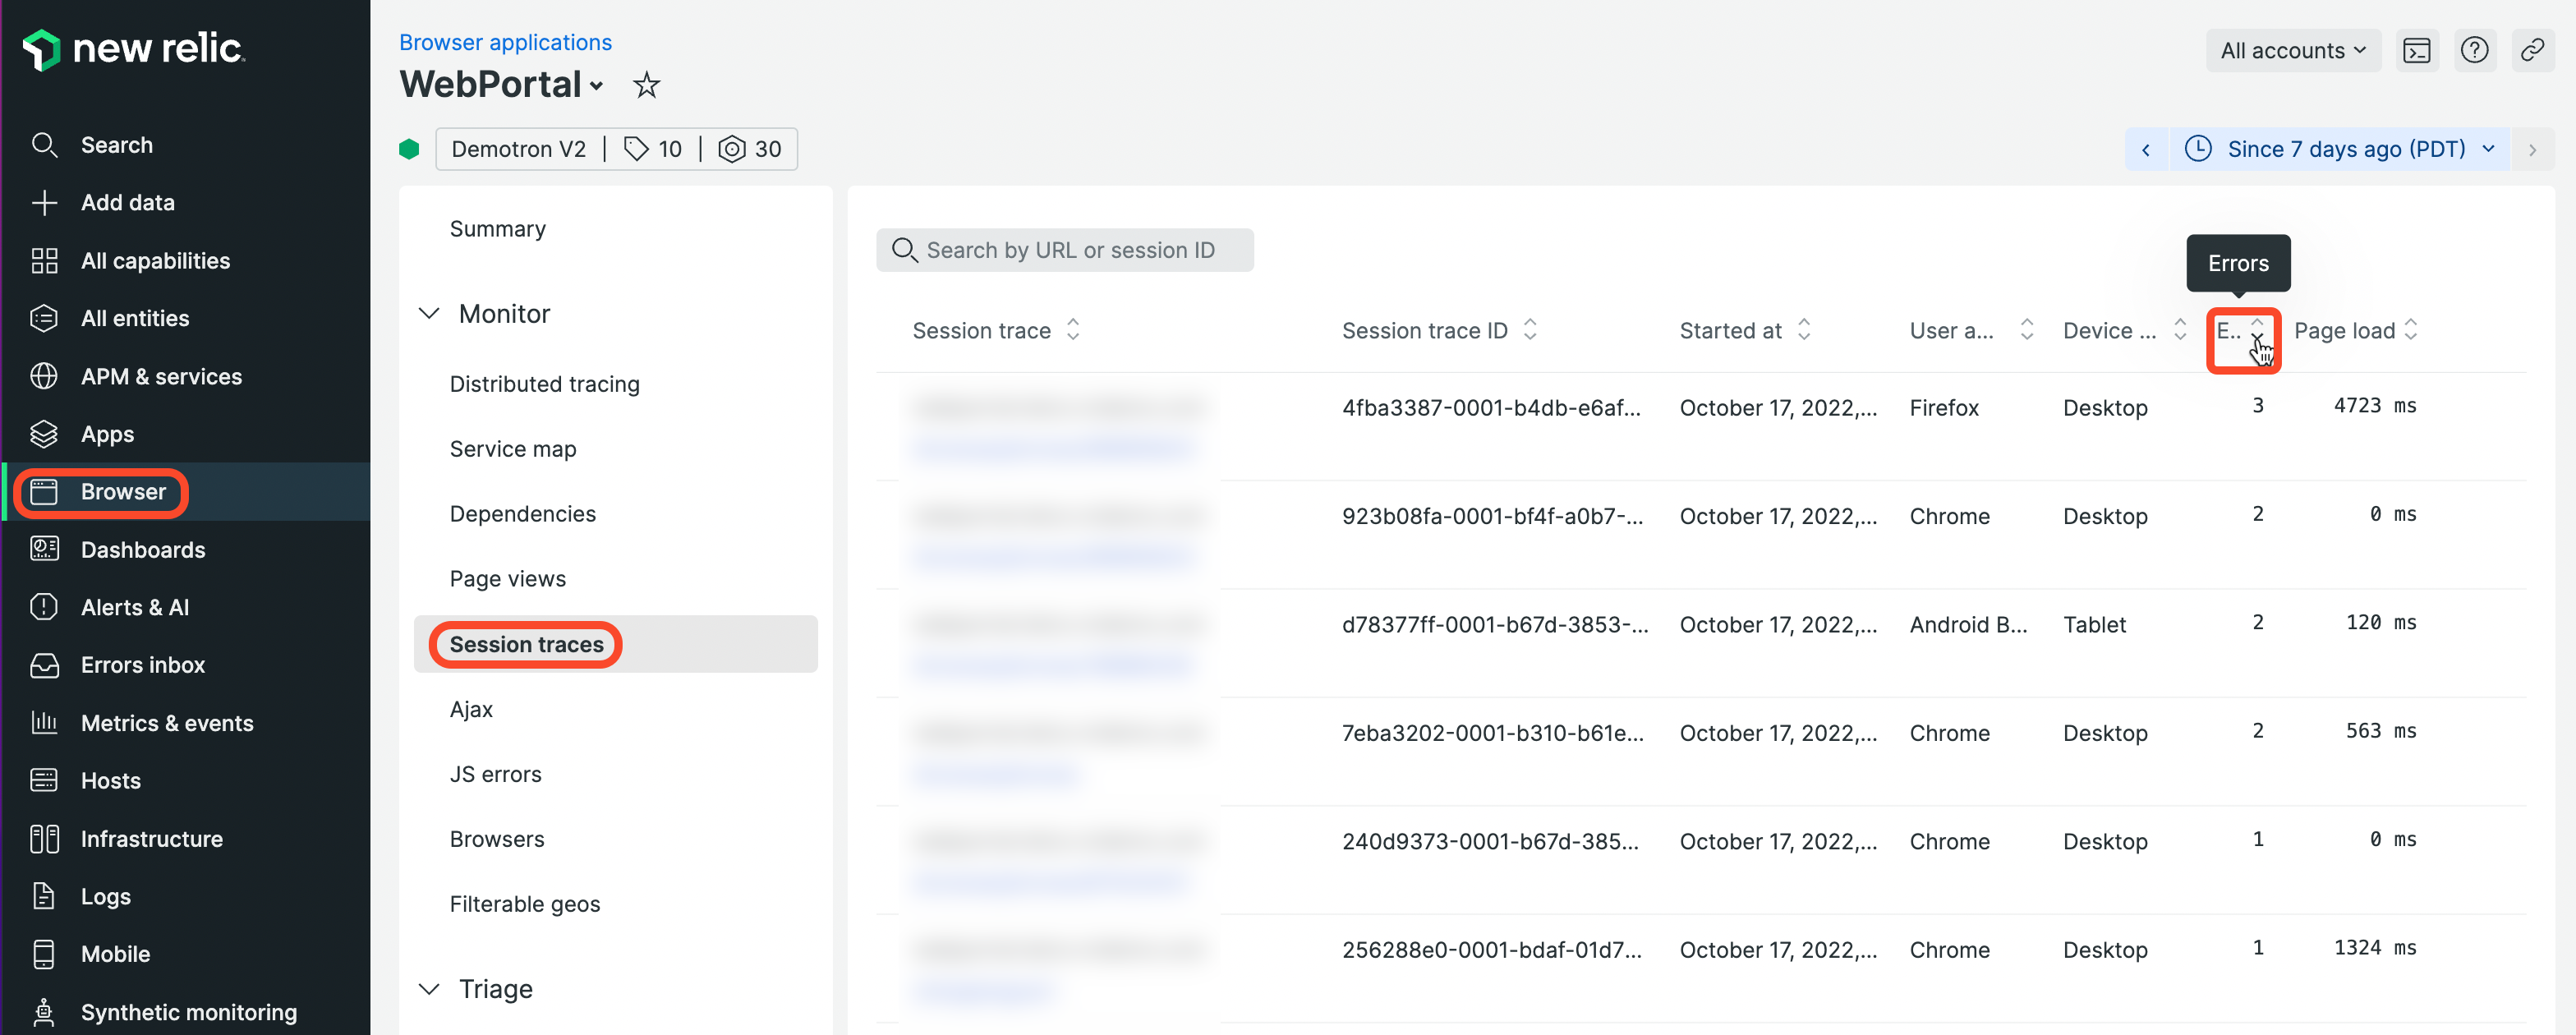 new relic
Search
Add data
All capabilities
All entities
APM & services
Apps
Browser
Dashboards
Alerts & AI
Errors inbox
Metrics & events
Hosts
Infrastructure
Logs
Mobile
Synthetic monitoring
Browser applications
WebPortal
All accounts
Demotron V2 | 10 | 30
Since 7 days ago (PDT)
Summary
Monitor
Distributed tracing
Service map
Dependencies
Page views
Session traces
Ajax
JS errors
Browsers
Filterable geos
Triage
Search by URL or session ID
Errors
Session trace Session trace ID Started at User a... Device ... E.. Page load
4fba3387-0001-b4db-e6af... October 17, 2022,... Firefox Desktop 3 4723 ms
923b08fa-0001-bf4f-a0b7-... October 17, 2022,... Chrome Desktop 2 0 ms
d78377ff-0001-b67d-3853-... October 17, 2022,... Android B... Tablet 2 120 ms
7eba3202-0001-b310-b61e... October 17, 2022,... Chrome Desktop 2 563 ms
240d9373-0001-b67d-385... October 17, 2022,... Chrome Desktop 1 0 ms
256288e0-0001-bdaf-01d7... October 17, 2022,... Chrome Desktop 1 1324 ms